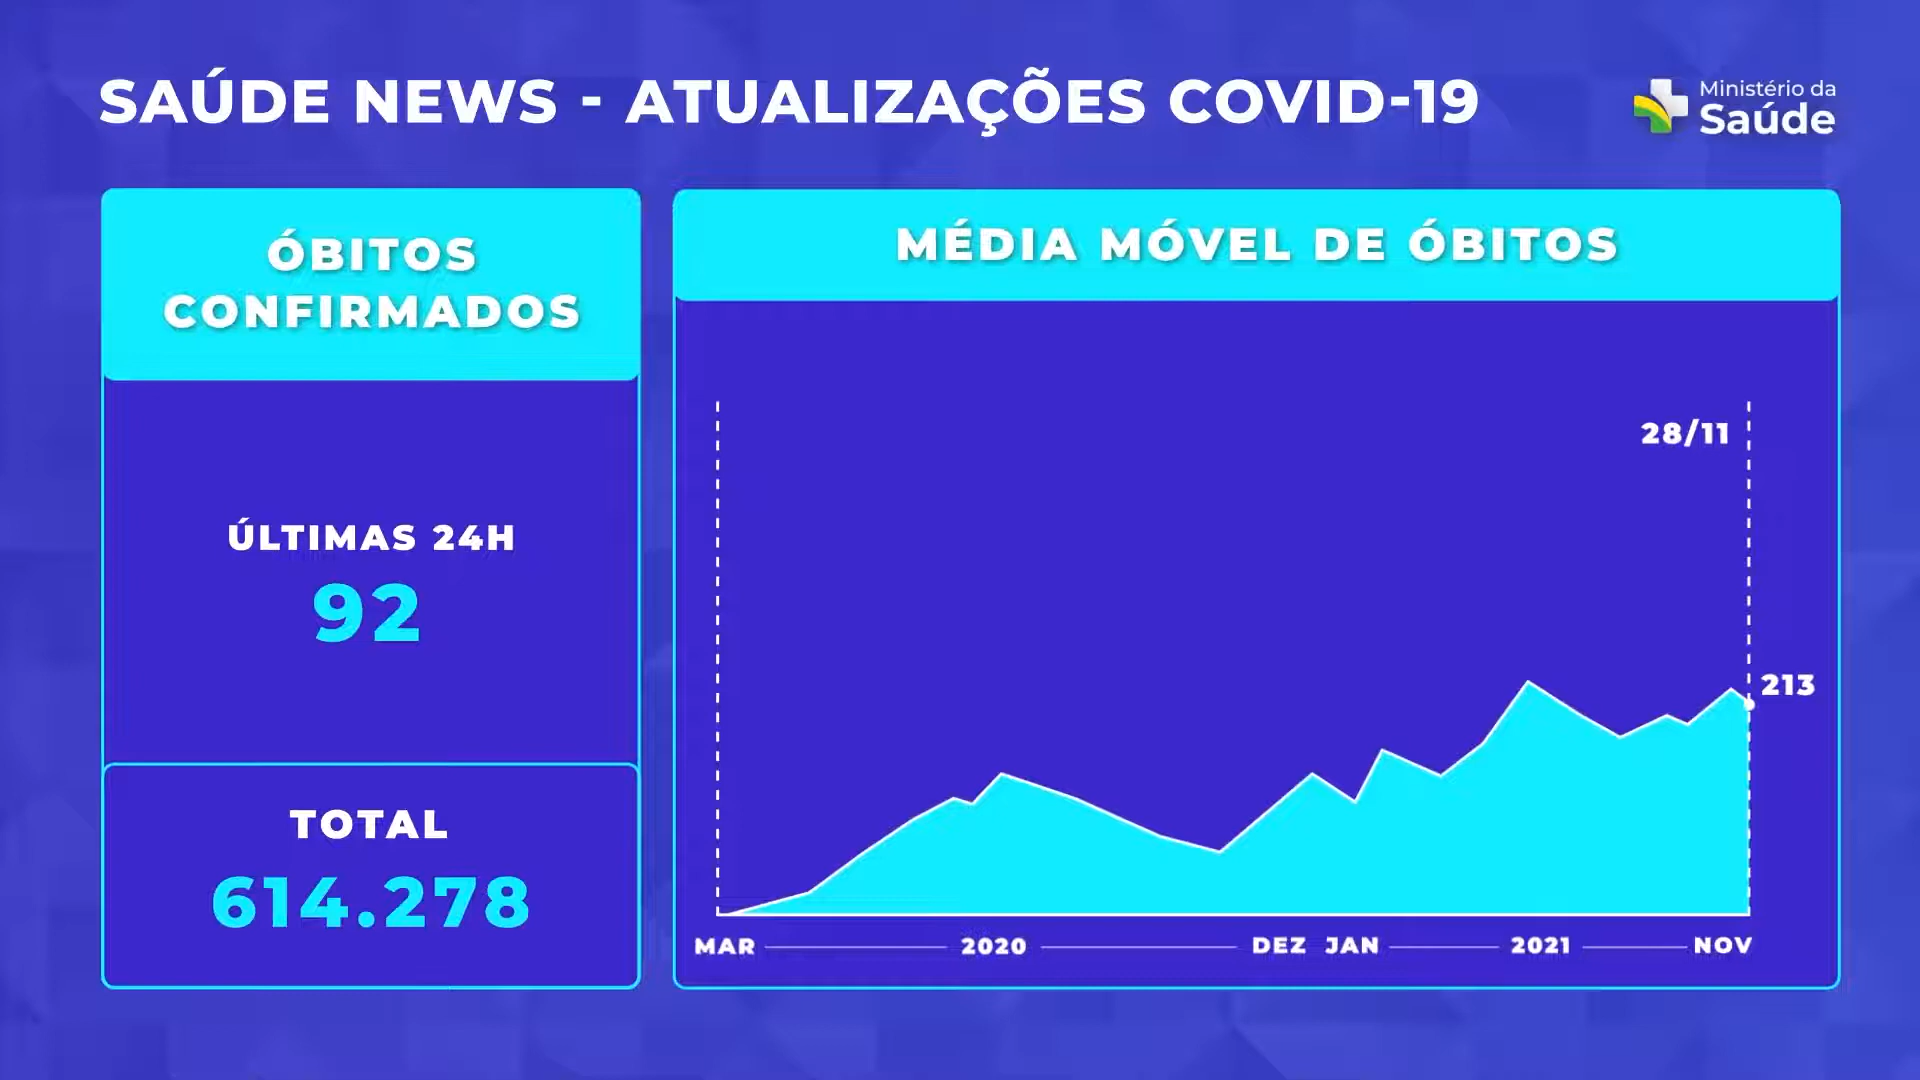 SAÚDE NEWS - ATUALIZAÇÕES COVID-19
Ministério da
Saúde
ÓBITOS
CONFIRMADOS
ÚLTIMAS 24H
92
TOTAL
614.278
MÉDIA MÓVEL DE ÓBITOS
28/11
213
MAR 2020 DEZ JAN 2021 NOV